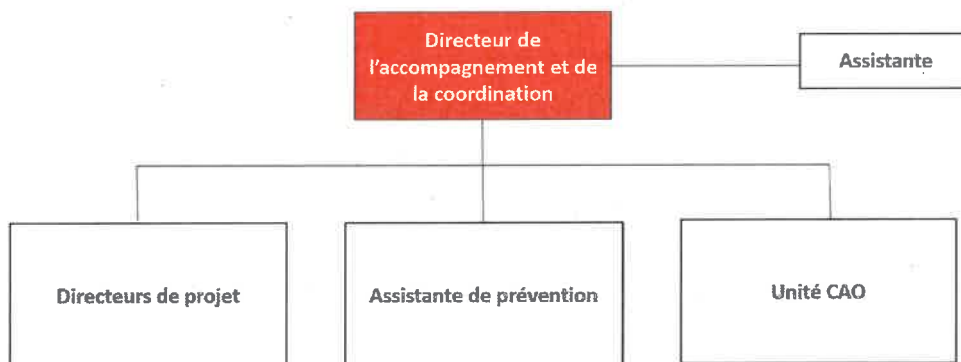 Directeur de
l'accompagnement et de
la coordination
Assistante
Directeurs de projet
Assistante de prévention
Unité CAO